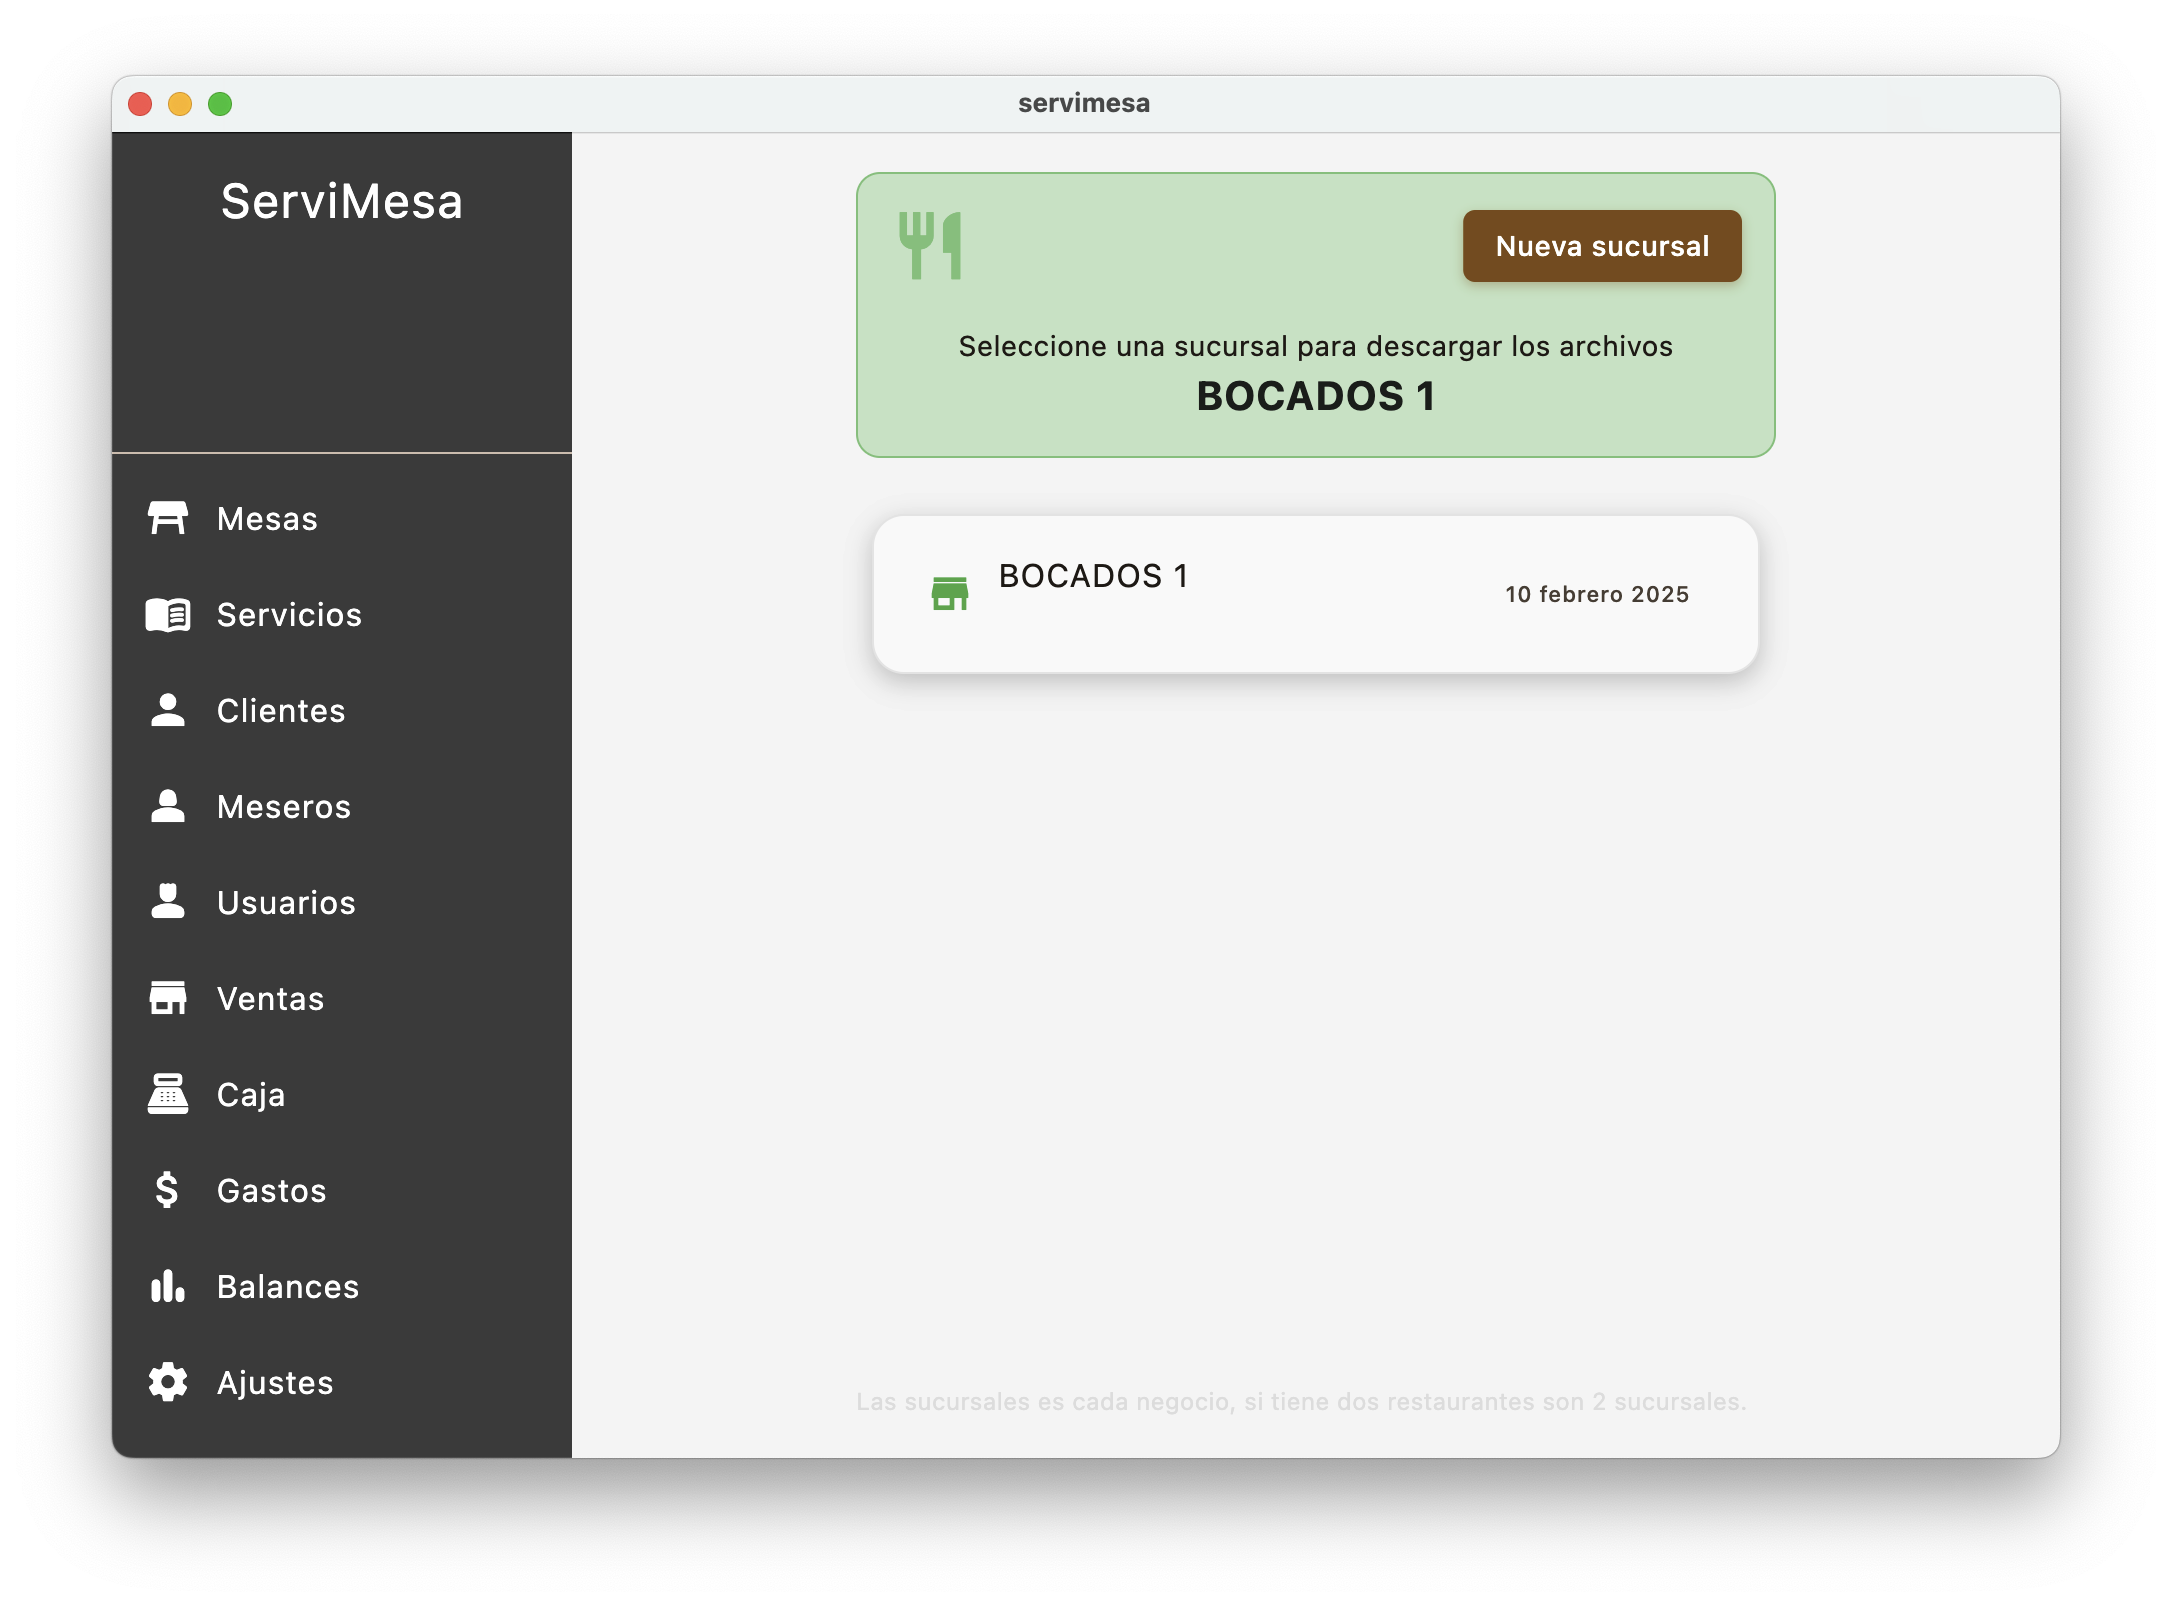 servimesa
ServiMesa
Mesas
Servicios
Clientes
Meseros
Usuarios
Ventas
Caja
Gastos
Balances
Ajustes
Nueva sucursal
Seleccione una sucursal para descargar los archivos
BOCADOS 1
BOCADOS 1
10 febrero 2025
Las sucursales es cada negocio, si tiene dos restaurantes son 2 sucursales.